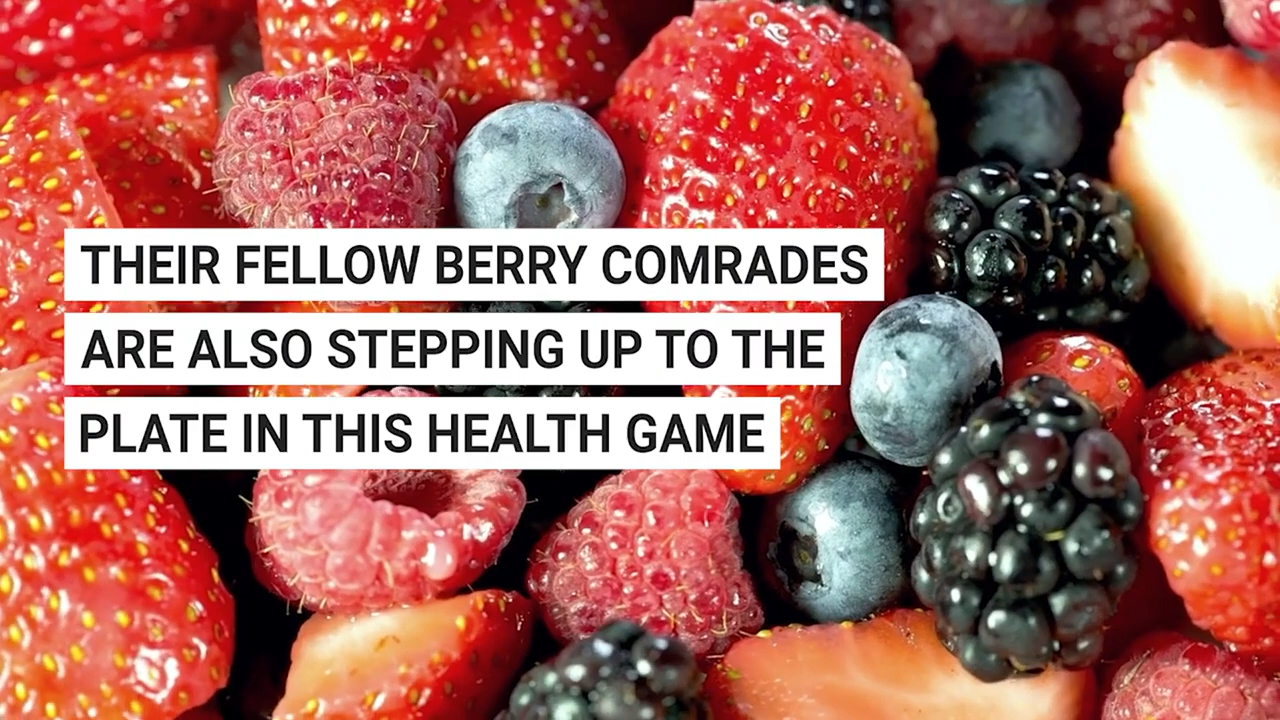 THEIR FELLOW BERRY COMRADES
ARE ALSO STEPPING UP TO THE
PLATE IN THIS HEALTH GAME